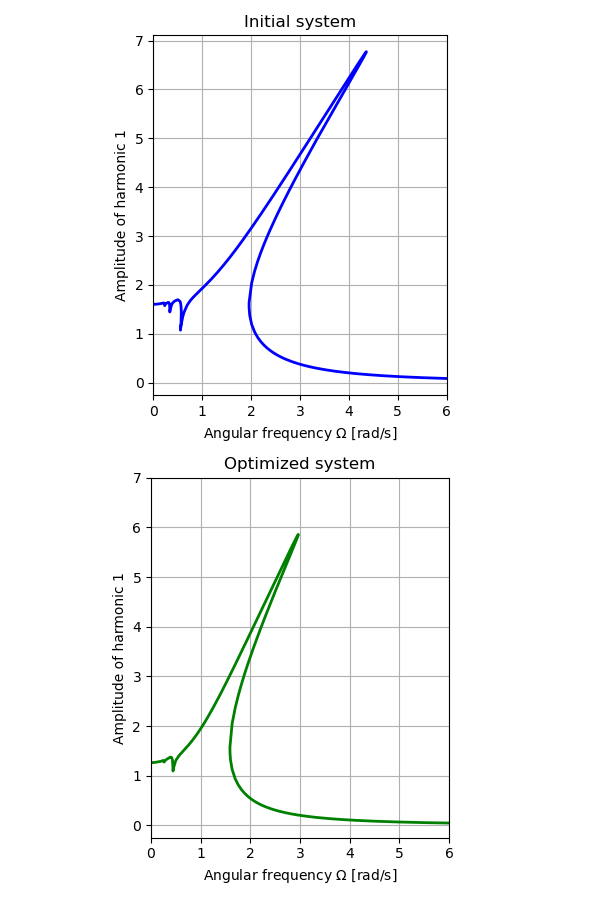 Initial system
7
6
5
4
3
2
1
0
Amplitude of harmonic 1
0 1 2 3 4 5 6
Angular frequency Ω [rad/s]
Optimized system
7
6
5
4
3
2
1
0
Amplitude of harmonic 1
0 1 2 3 4 5 6
Angular frequency Ω [rad/s]